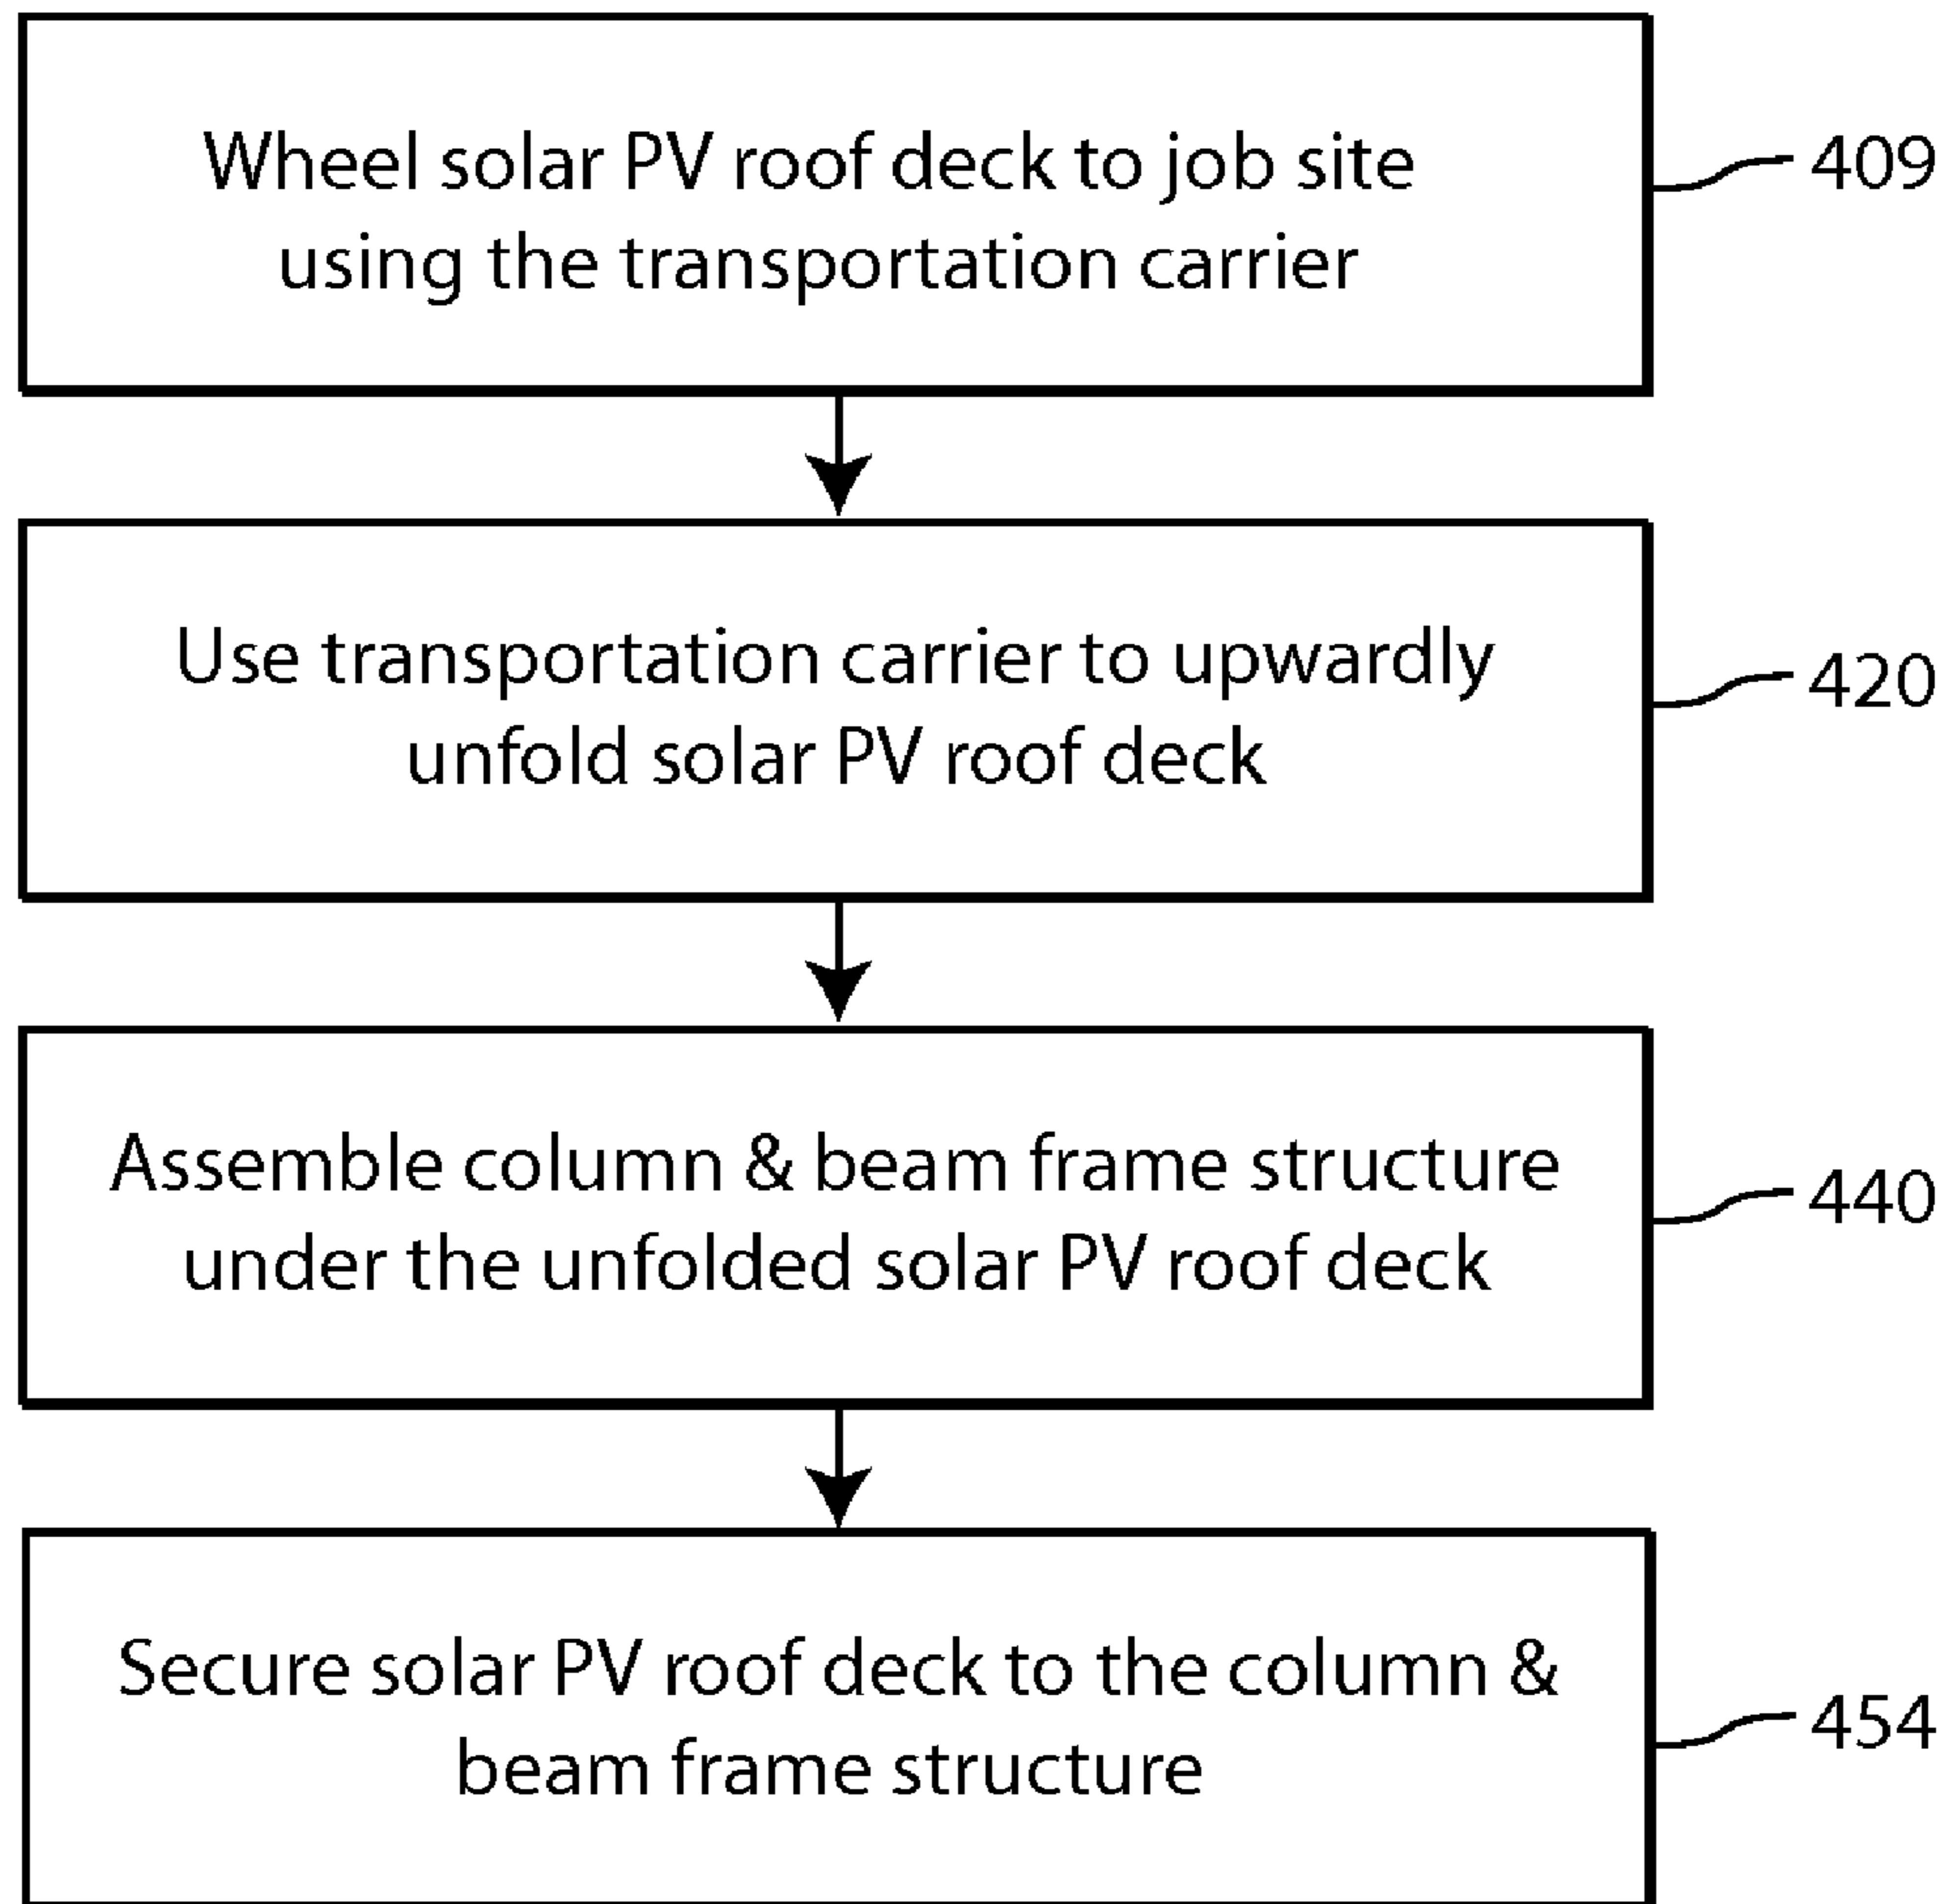 Wheel solar PV roof deck to job site
using the transportation carrier
409
Use transportation carrier to upwardly
unfold solar PV roof deck
420
Assemble column & beam frame structure
under the unfolded solar PV roof deck
440
Secure solar PV roof deck to the column &
beam frame structure
454